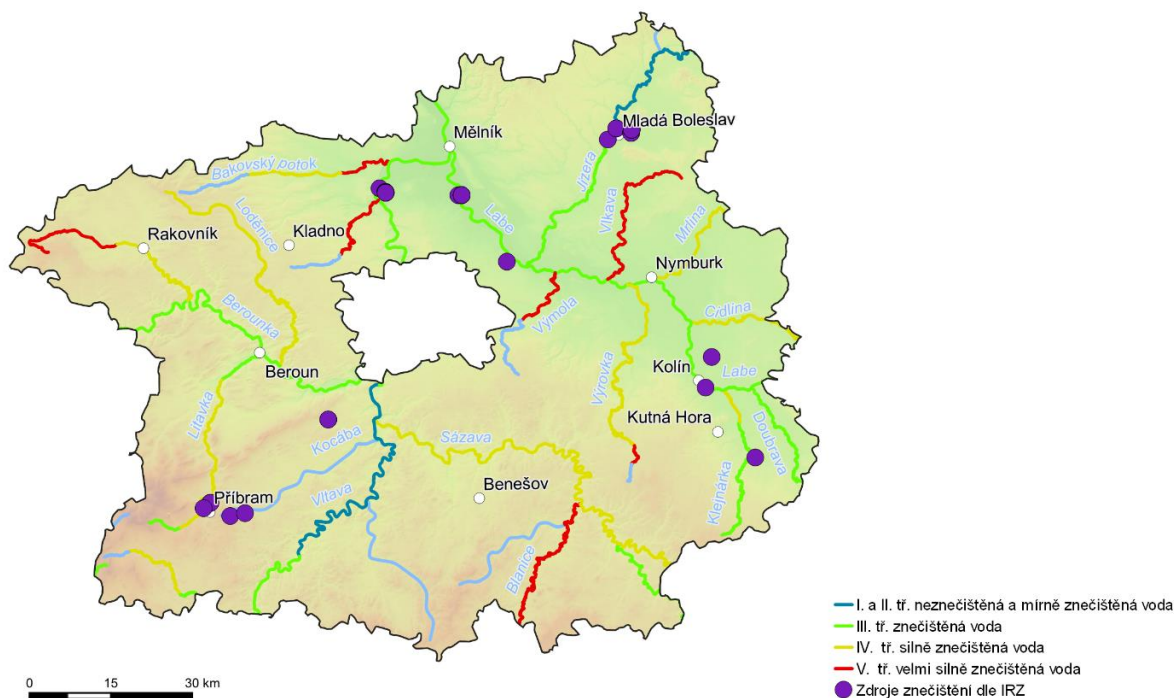 Mladá Boleslav
Mělník
Bakovský potok
Jizera
Loděnice
Labe
Vlkava
Mrlina
Rakovník
Kladno
Nymburk
Cidlina
Berounka
Výmola
Beroun
Kolín
Labe
Litavka
Výrovka
Kutná Hora
Doubrava
Kocába
Sázava
Klejnárka
Příbram
Vltava
Benešov
Blanice
I. a II. tř. neznečištěná a mírně znečištěná voda
III. tř. znečištěná voda
IV. tř. silně znečištěná voda
V. tř. velmi silně znečištěná voda
Zdroje znečištění dle IRZ
0 15 30 km